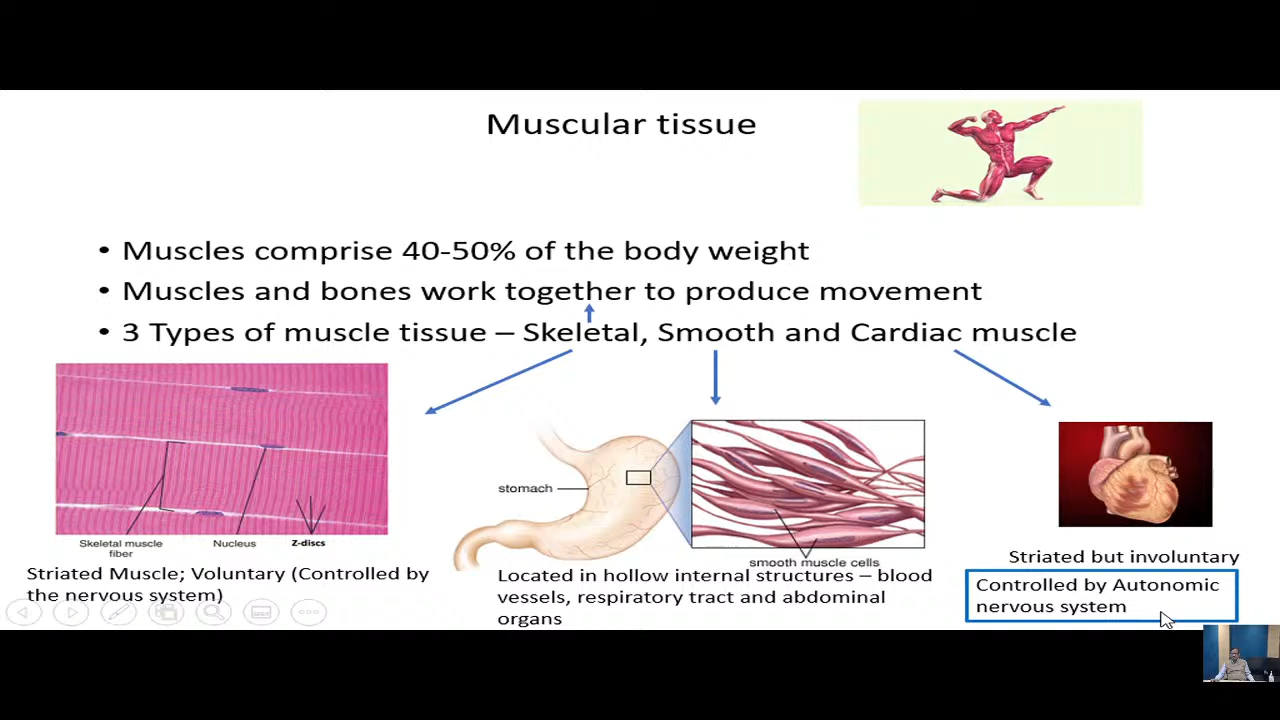 Muscular tissue
• Muscles comprise 40-50% of the body weight
• Muscles and bones work together to produce movement
• 3 Types of muscle tissue – Skeletal, Smooth and Cardiac muscle
Skeletal muscle
fiber
Nucleus
Z-discs
Striated Muscle; Voluntary (Controlled by
the nervous system)
stomach
smooth muscle cells
Located in hollow internal structures – blood
vessels, respiratory tract and abdominal
organs
Striated but involuntary
Controlled by Autonomic
nervous system